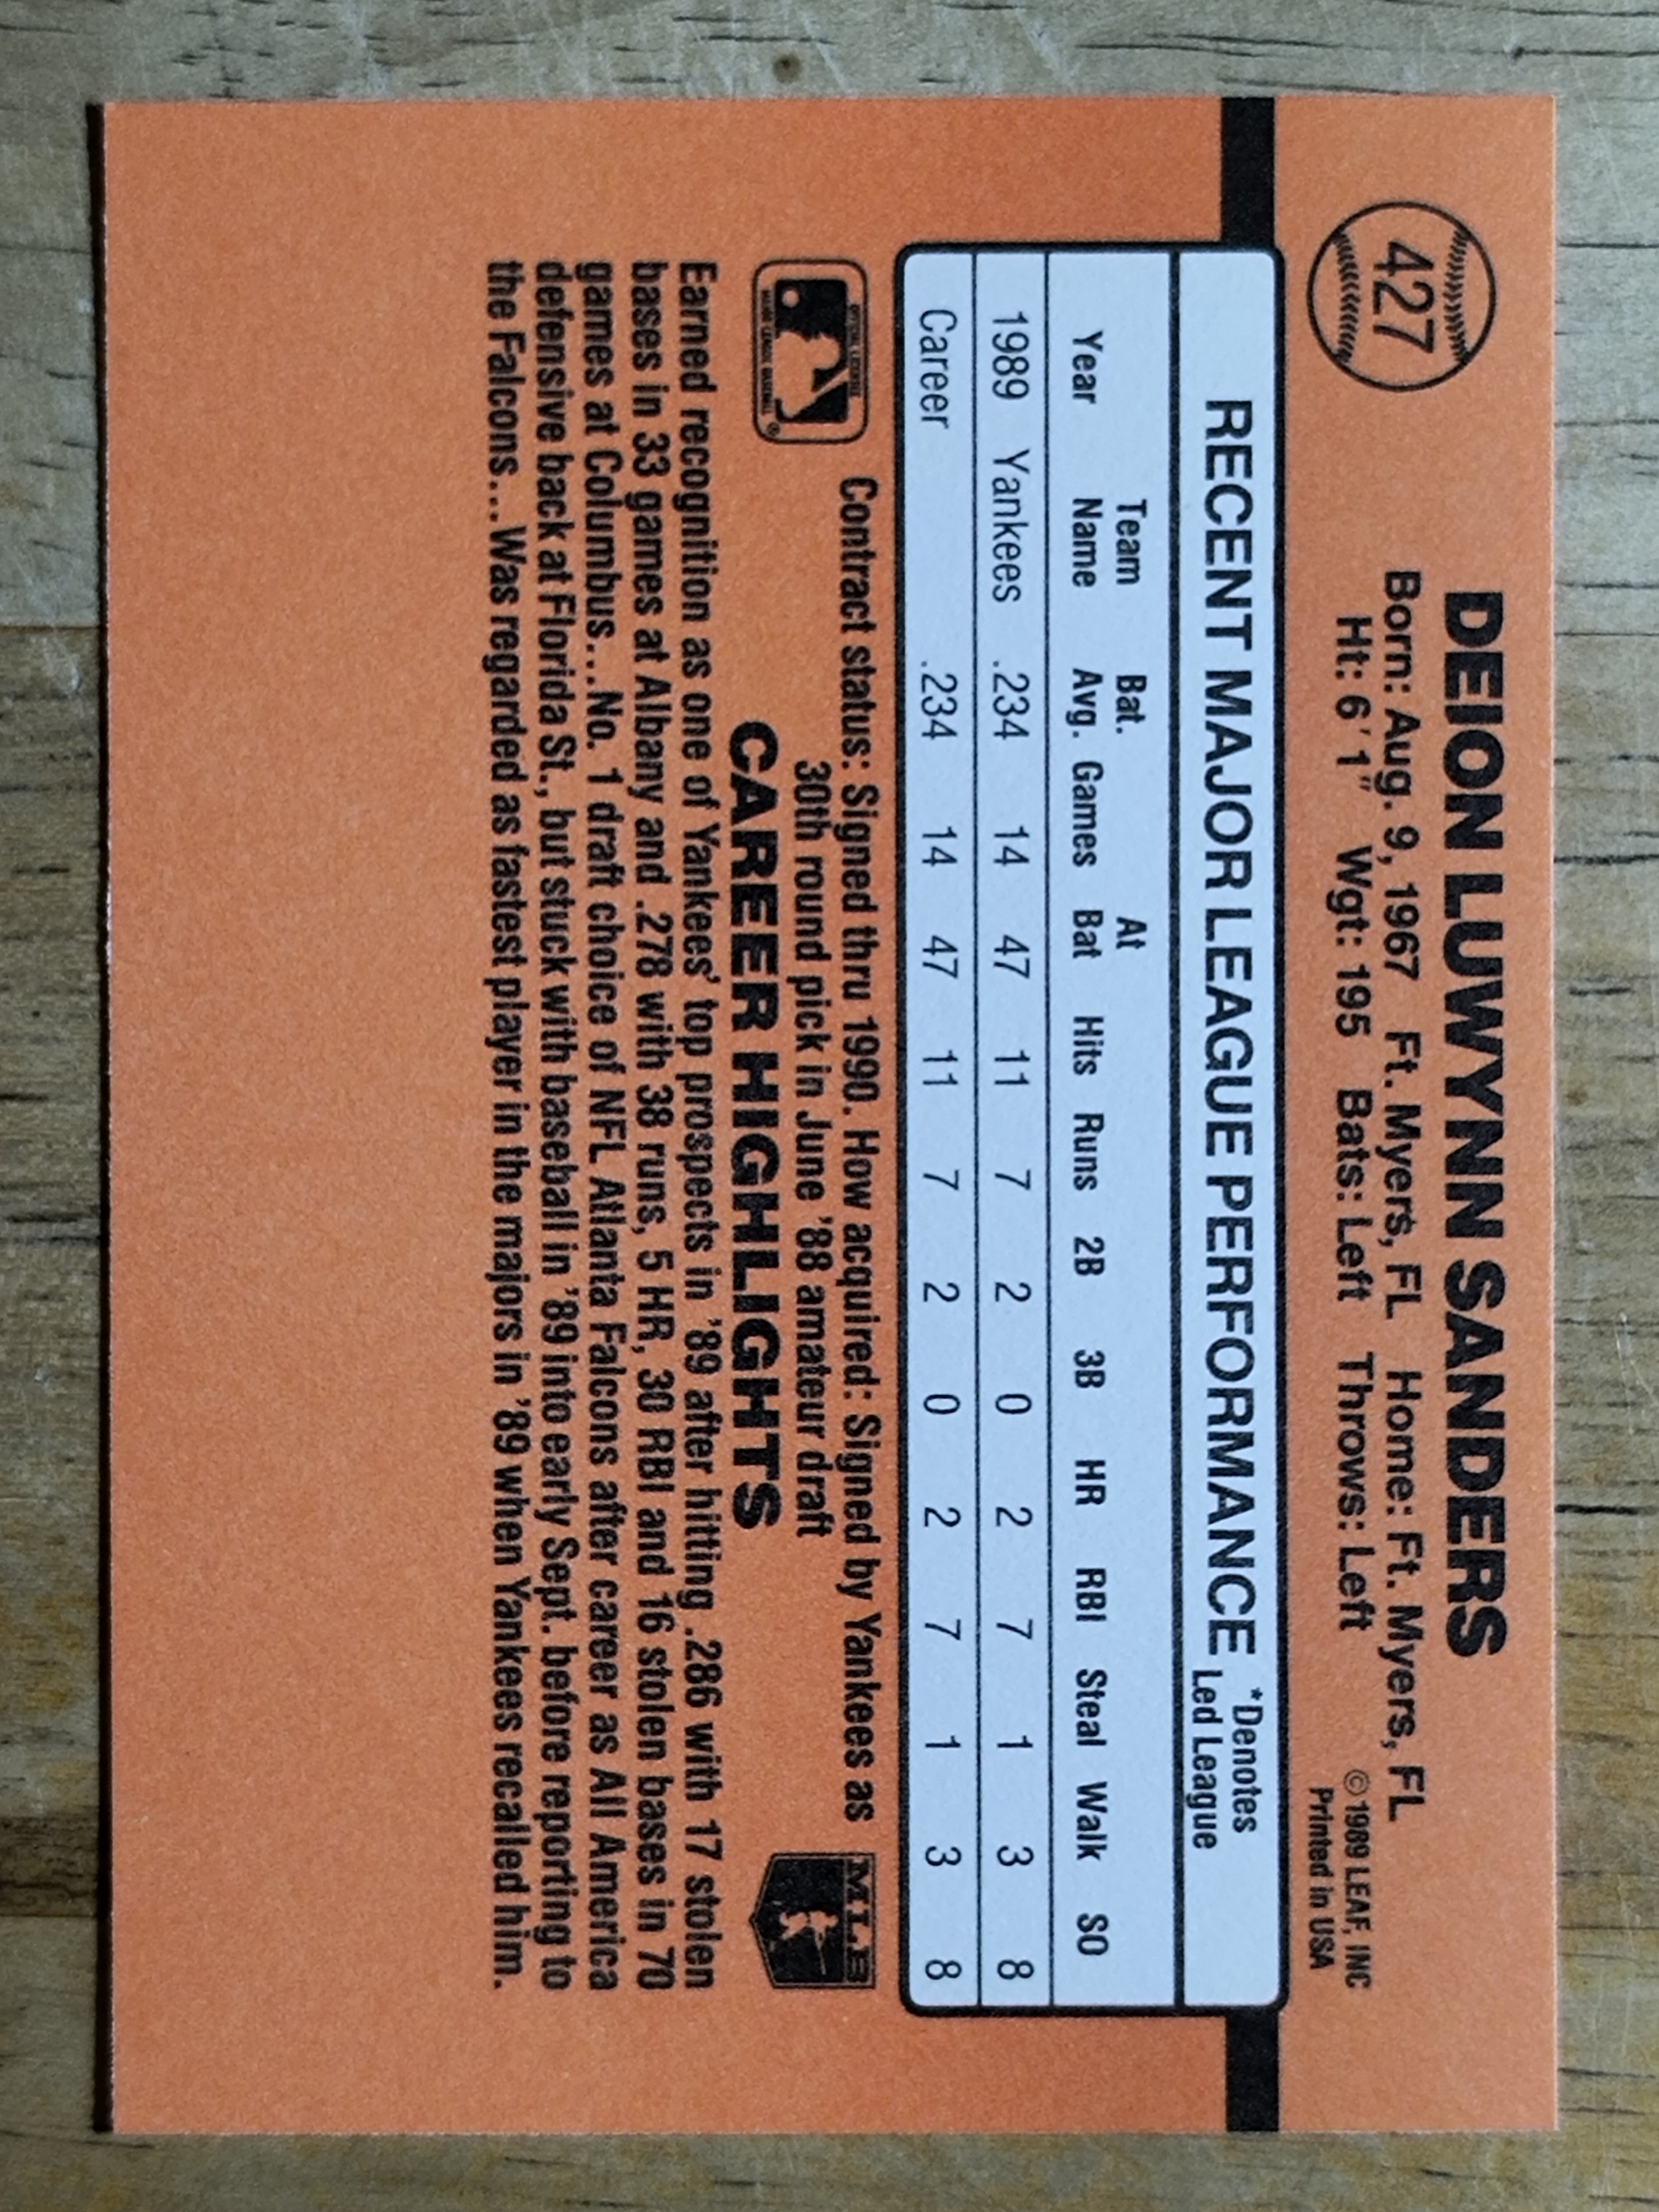 427
DEION LUWYNN SANDERS
Born: Aug. 9, 1967 Ft. Myers, FL Home: Ft. Myers, FL
Ht: 6'1" Wgt: 195 Bats: Left Throws: Left
© 1989 LEAF, INC
Printed in USA
RECENT MAJOR LEAGUE PERFORMANCE *Denotes
Led League
Team Bat. At
Year Name Avg. Games Bat Hits Runs 2B 3B HR RBI Steal Walk SO
1989 Yankees .234 14 47 11 7 2 0 2 7 1 3 8
Career .234 14 47 11 7 2 0 2 7 1 3 8
OFFICIAL LICENSEE
MAJOR LEAGUE BASEBALL
®
Contract status: Signed thru 1990. How acquired: Signed by Yankees as
30th round pick in June '88 amateur draft
MLB
CAREER HIGHLIGHTS
Earned recognition as one of Yankees' top prospects in '89 after hitting .286 with 17 stolen
bases in 33 games at Albany and .278 with 38 runs, 5 HR, 30 RBI and 16 stolen bases in 70
games at Columbus...No. 1 draft choice of NFL Atlanta Falcons after career as All America
defensive back at Florida St., but stuck with baseball in '89 into early Sept. before reporting to
the Falcons...Was regarded as fastest player in the majors in '89 when Yankees recalled him.